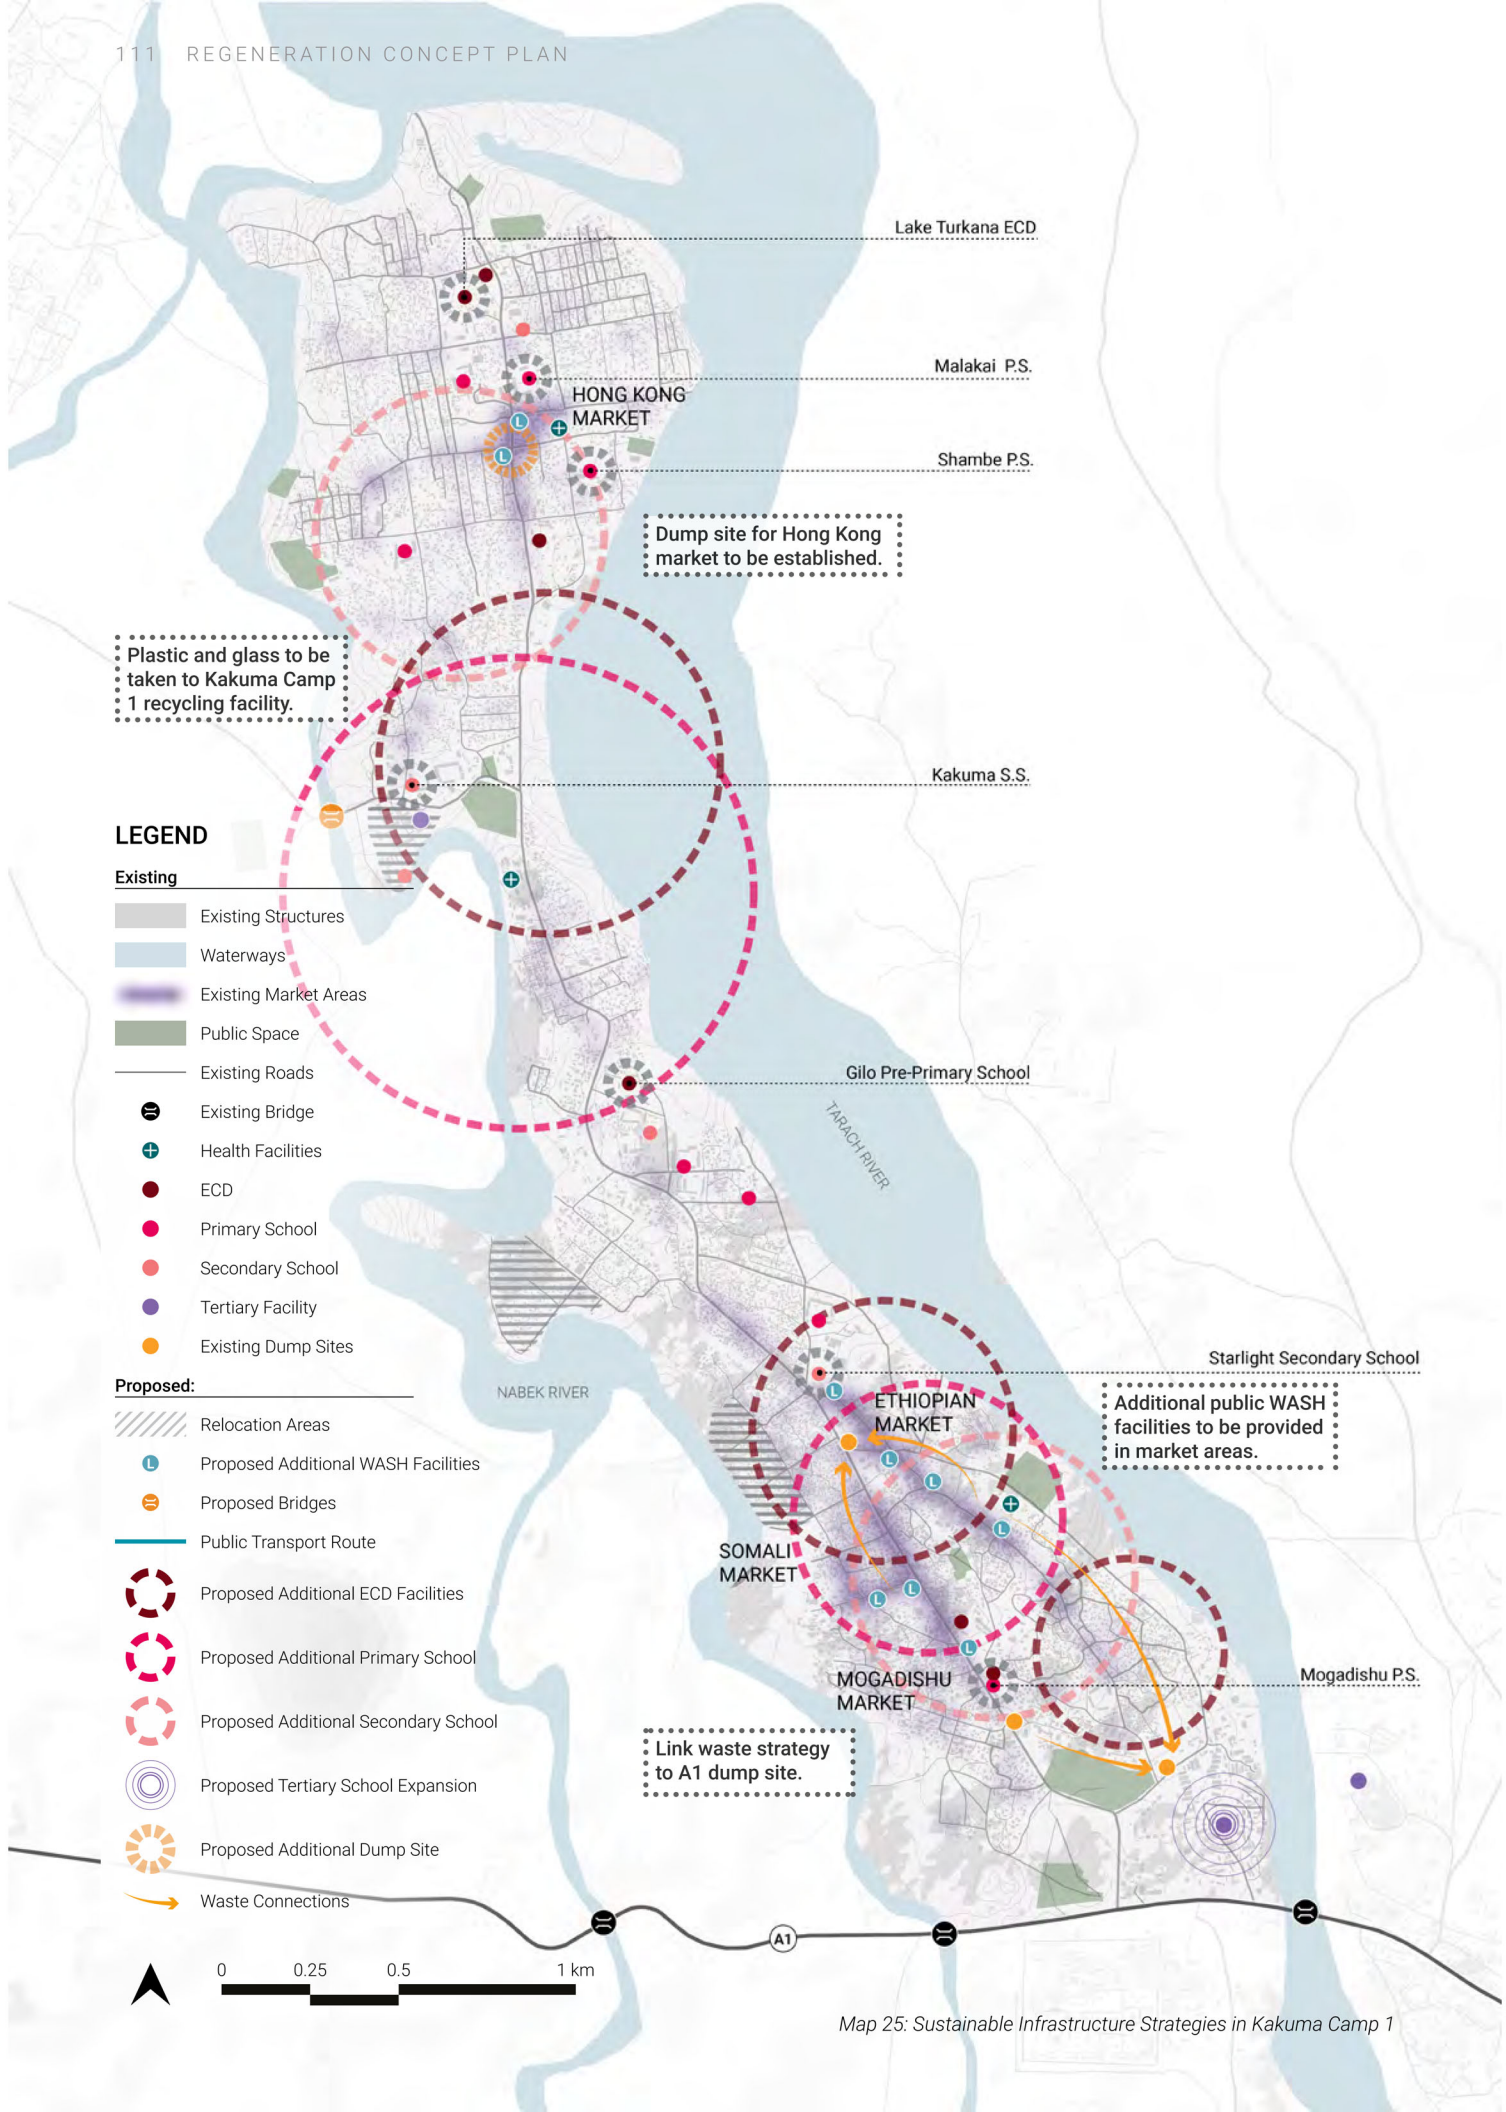 111 REGENERATION CONCEPT PLAN
Lake Turkana ECD
Malakai P.S.
HONG KONG
MARKET
Shambe P.S.
Dump site for Hong Kong
market to be established.
Plastic and glass to be
taken to Kakuma Camp
1 recycling facility.
Kakuma S.S.
LEGEND
Existing
Existing Structures
Waterways
Existing Market Areas
Public Space
Existing Roads
Existing Bridge
Health Facilities
ECD
Primary School
Secondary School
Tertiary Facility
Existing Dump Sites
Proposed:
Relocation Areas
L
Proposed Additional WASH Facilities
Proposed Bridges
Public Transport Route
Proposed Additional ECD Facilities
Proposed Additional Primary School
Proposed Additional Secondary School
Proposed Tertiary School Expansion
Proposed Additional Dump Site
Waste Connections
Gilo Pre-Primary School
TARACH RIVER
NABEK RIVER
Starlight Secondary School
ETHIOPIAN
MARKET
Additional public WASH
facilities to be provided
in market areas.
SOMALI
MARKET
MOGADISHU
MARKET
Mogadishu P.S.
Link waste strategy
to A1 dump site.
L
L
L
L
L
L
L
L
L
A1
0 0.25 0.5 1 km
Map 25: Sustainable Infrastructure Strategies in Kakuma Camp 1